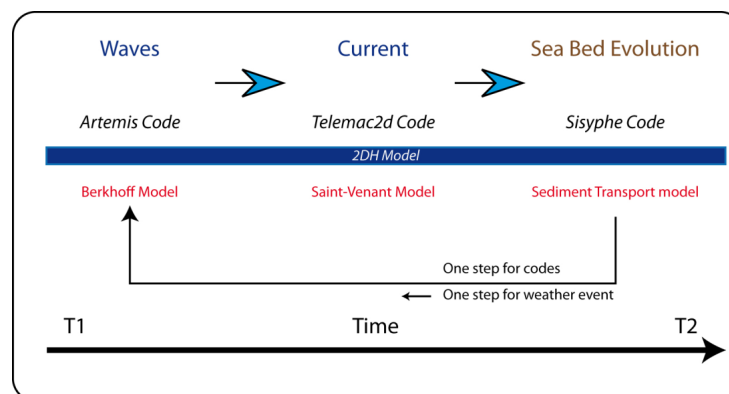 Waves Current Sea Bed Evolution
Artemis Code Telemac2d Code Sisyphe Code
2DH Model
Berkhoff Model Saint-Venant Model Sediment Transport model
One step for codes
One step for weather event
T1 Time T2